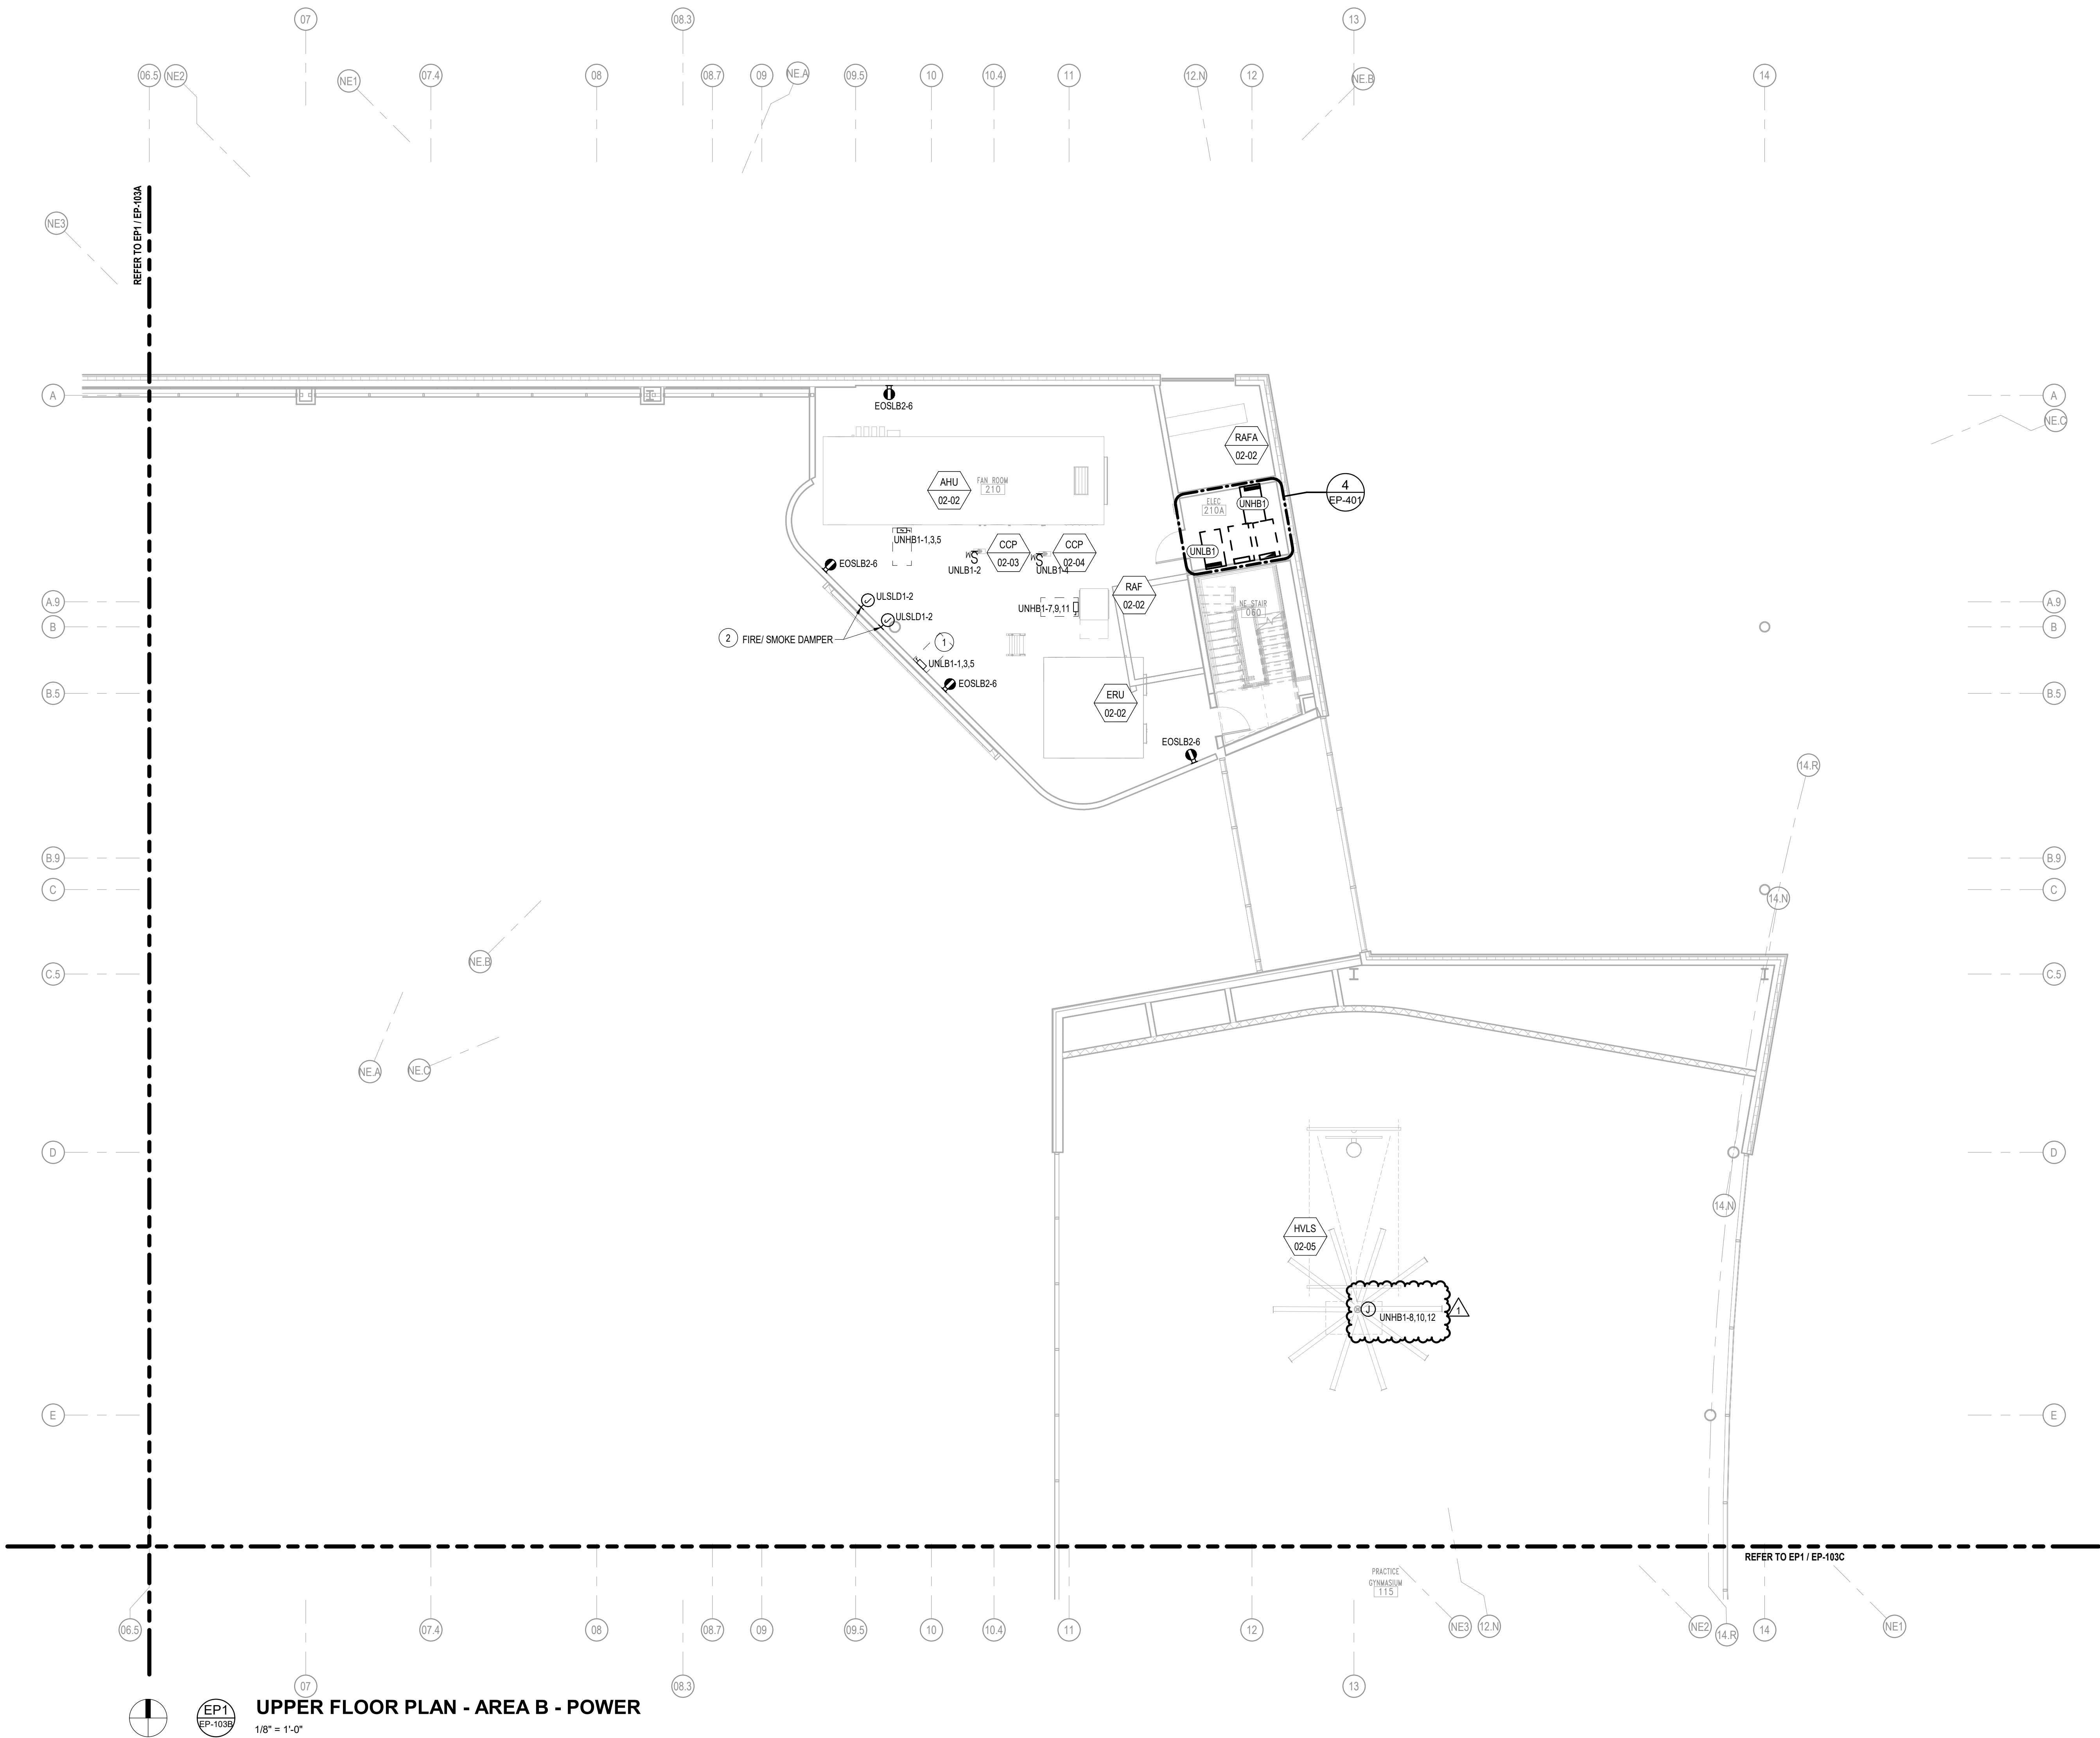 07
08.3
13
06.5
NE2
NE1
07.4
08
08.7
09
NE.A
09.5
10
10.4
11
12.N
12
NE.B
14
REFER TO EP1 / EP-103A
NE3
A
A
NE.C
EOSLB2-6
RAFA
02-02
AHU
02-02
FAN ROOM
210
4
EP-401
ELEC
210A
UNHB1
UNHB1-1,3,5
CCP
02-03
CCP
02-04
UNLB1
SM
SM
UNLB1-2
UNLB1-4
EOSLB2-6
RAF
02-02
A.9
ULSLD1-2
UNHB1-7,9,11
NE STAIR
060
A.9
B
ULSLD1-2
B
2
FIRE/ SMOKE DAMPER
1
UNLB1-1,3,5
EOSLB2-6
ERU
02-02
B.5
B.5
EOSLB2-6
14.R
B.9
B.9
C
C
14.N
NE.B
C.5
C.5
NE.A
NE.C
D
D
14.N
HVLS
02-05
J
UNHB1-8,10,12
1
E
E
REFER TO EP1 / EP-103C
PRACTICE
GYNMASIUM
115
06.5
07.4
08
08.7
09
09.5
10
10.4
11
12
NE3
12.N
NE2
14.R
14
NE1
07
08.3
13
EP1
EP-103B
UPPER FLOOR PLAN - AREA B - POWER
1/8" = 1'-0"